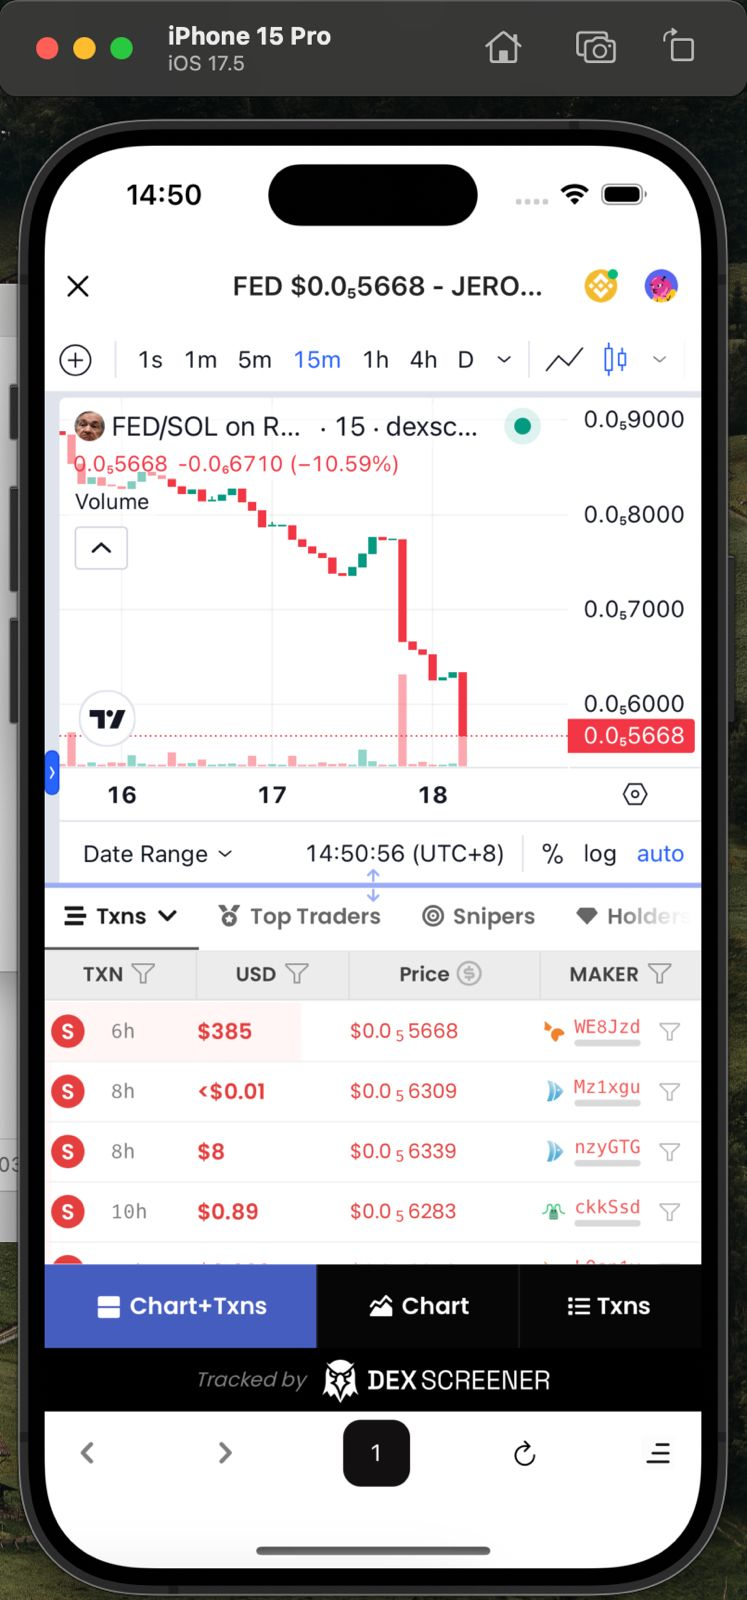 iPhone 15 Pro
iOS 17.5
14:50
FED $0.0₅5668 - JERO...
1s 1m 5m 15m 1h 4h D
FED/SOL on R... · 15 · dexsc...
0.0₅5668 -0.0₆6710 (−10.59%)
Volume
0.0₅9000
0.0₅8000
0.0₅7000
0.0₅6000
0.0₅5668
16 17 18
Date Range 14:50:56 (UTC+8) % log auto
Txns Top Traders Snipers Holders
TXN USD Price MAKER
S 6h $385 $0.0₅5668 WE8Jzd
S 8h <$0.01 $0.0₅6309 Mz1xgu
S 8h $8 $0.0₅6339 nzyGTG
S 10h $0.89 $0.0₅6283 ckkSsd
Chart+Txns Chart Txns
Tracked by DEX SCREENER
1